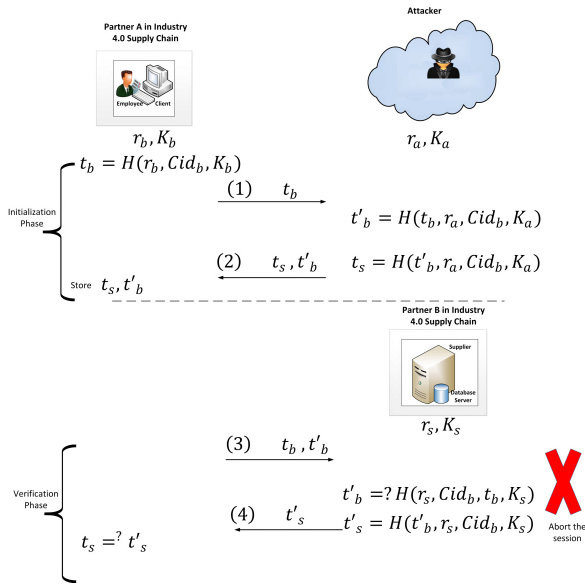 Attacker
Partner A in Industry
4.0 Supply Chain
Employee
Client
r_b, K_b
r_a, K_a
t_b = H(r_b, Cid_b, K_b)
(1) t_b
Initialization
Phase
t'_b = H(t_b, r_a, Cid_b, K_a)
(2) t_s, t'_b
t_s = H(t'_b, r_a, Cid_b, K_a)
Store t_s, t'_b
Partner B in Industry
4.0 Supply Chain
Supplier
Database
Server
r_s, K_s
(3) t_b, t'_b
t'_b =? H(r_s, Cid_b, t_b, K_s)
Verification
Phase
(4) t'_s
t'_s = H(t'_b, r_s, Cid_b, K_s)
t_s =? t'_s
Abort the
session